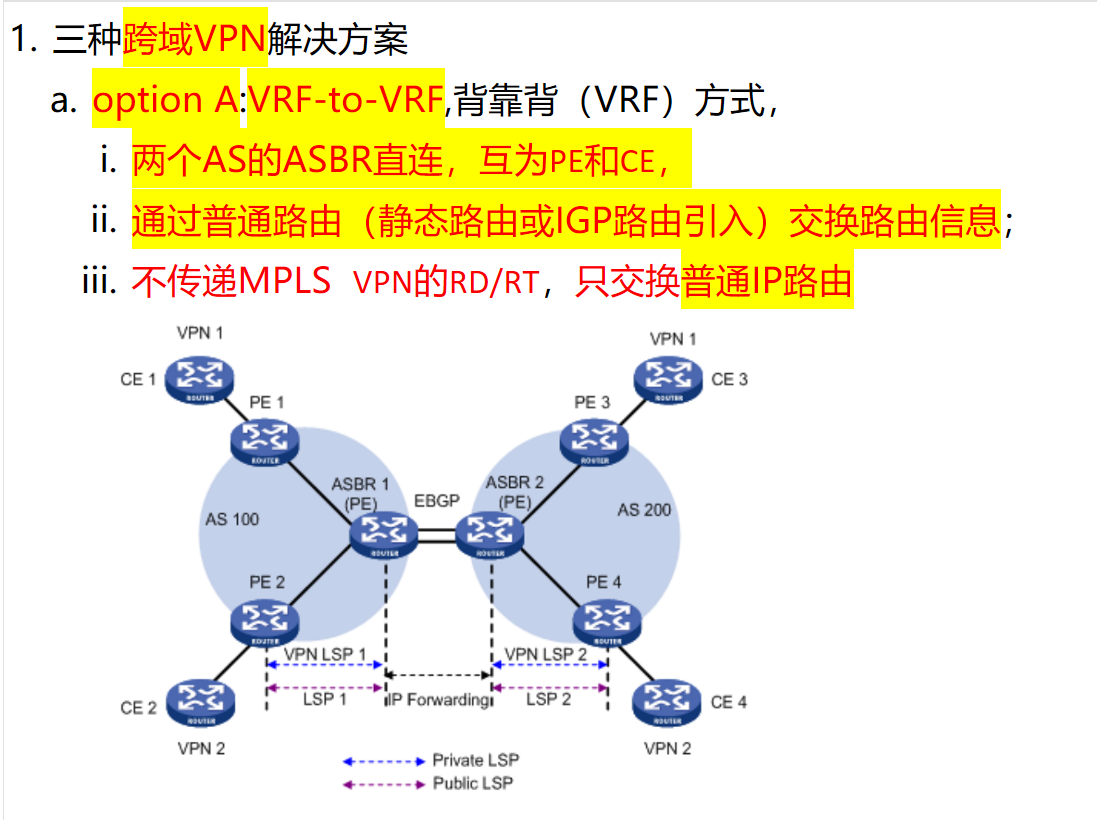 1. 三种跨域VPN解决方案
a. option A:VRF-to-VRF,背靠背（VRF）方式，
i. 两个AS的ASBR直连，互为PE和CE，
ii. 通过普通路由（静态路由或IGP路由引入）交换路由信息；
iii. 不传递MPLS VPN的RD/RT，只交换普通IP路由
VPN 1
VPN 1
CE 1
ROUTER
ROUTER
CE 3
PE 1
PE 3
ROUTER
ROUTER
ASBR 1
(PE)
EBGP
ASBR 2
(PE)
AS 100
AS 200
ROUTER
ROUTER
PE 2
PE 4
ROUTER
ROUTER
VPN LSP 1
VPN LSP 2
LSP 1
IP Forwarding
LSP 2
CE 2
ROUTER
ROUTER
CE 4
VPN 2
VPN 2
Private LSP
Public LSP